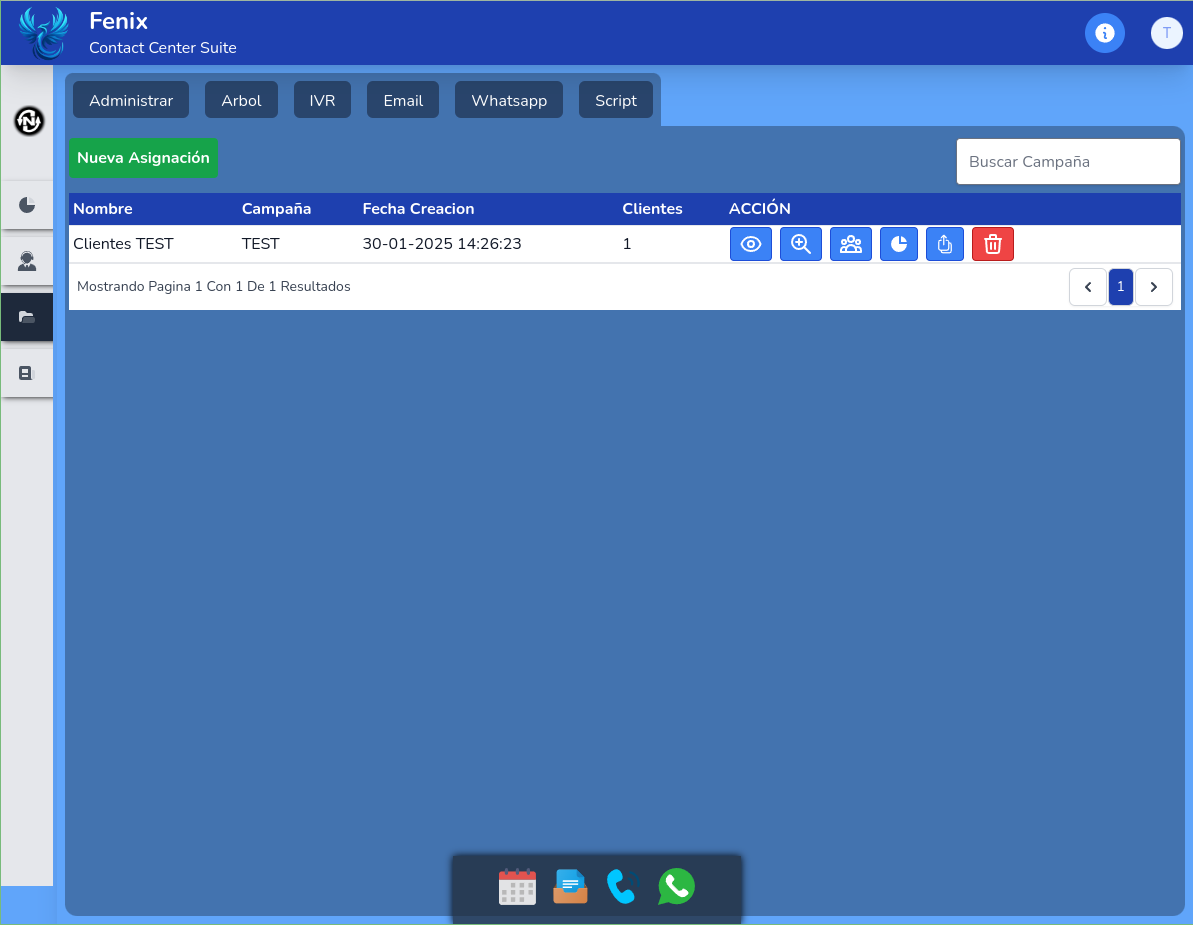 Fenix
Contact Center Suite
T
N
Administrar Arbol IVR Email Whatsapp Script
Nueva Asignación
Buscar Campaña
Nombre Campaña Fecha Creacion Clientes ACCIÓN
Clientes TEST TEST 30-01-2025 14:26:23 1
Mostrando Pagina 1 Con 1 De 1 Resultados
1